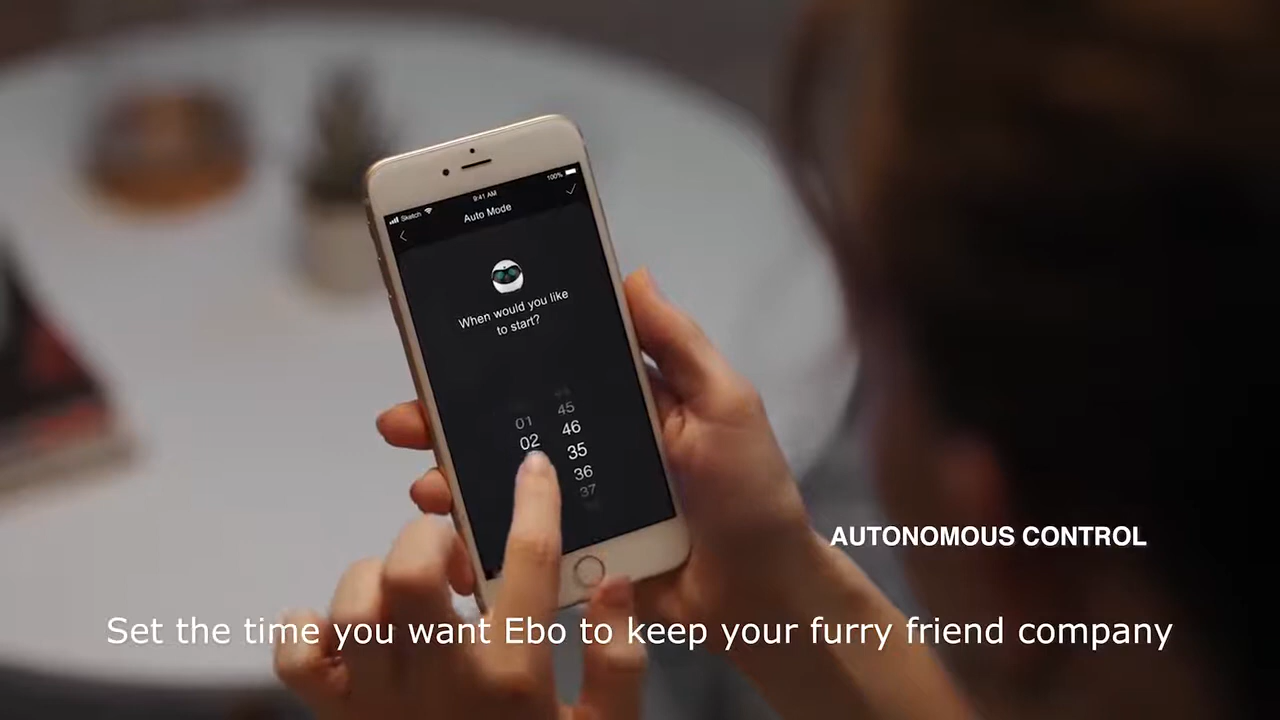 Sketch 9:41 AM 100%
Auto Mode
When would you like
to start?
01 45
02 46
35
36
37
AUTONOMOUS CONTROL
Set the time you want Ebo to keep your furry friend company